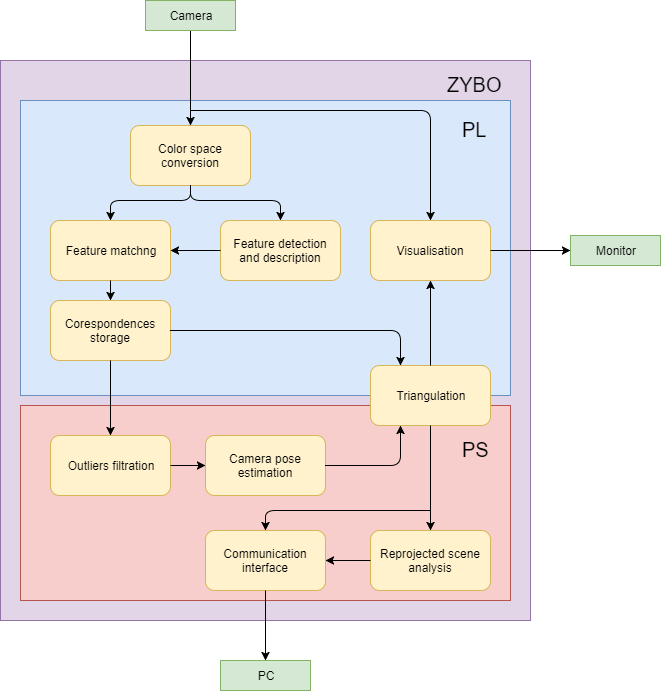 Camera
ZYBO
PL
Color space
conversion
Feature matchng
Feature detection
and description
Visualisation
Monitor
Corespondences
storage
Triangulation
PS
Outliers filtration
Camera pose
estimation
Communication
interface
Reprojected scene
analysis
PC